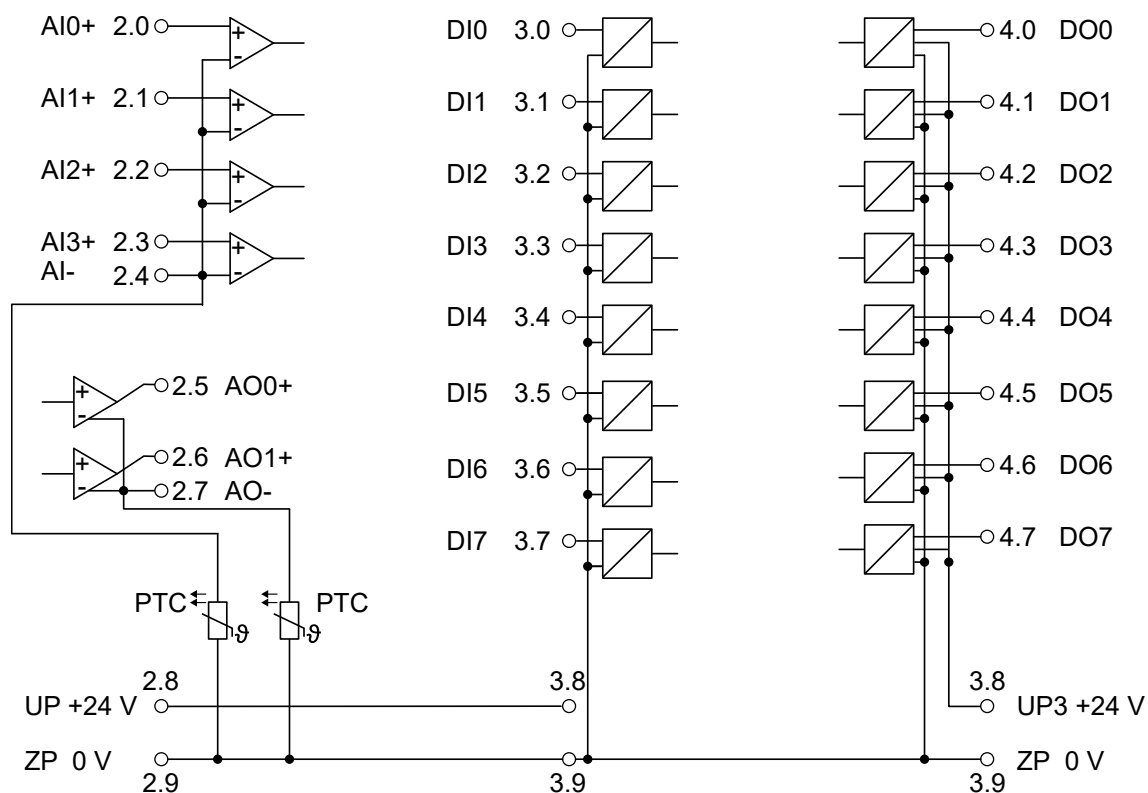 AI0+ 2.0
AI1+ 2.1
AI2+ 2.2
AI3+ 2.3
AI- 2.4
+
-
+
-
+
-
+
-
2.5 AO0+
2.6 AO1+
2.7 AO-
+
-
+
-
PTC ϑ
ϑ PTC
DI0 3.0
DI1 3.1
DI2 3.2
DI3 3.3
DI4 3.4
DI5 3.5
DI6 3.6
DI7 3.7
4.0 DO0
4.1 DO1
4.2 DO2
4.3 DO3
4.4 DO4
4.5 DO5
4.6 DO6
4.7 DO7
2.8 3.8 3.8
UP +24 V UP3 +24 V
ZP 0 V ZP 0 V
2.9 3.9 3.9